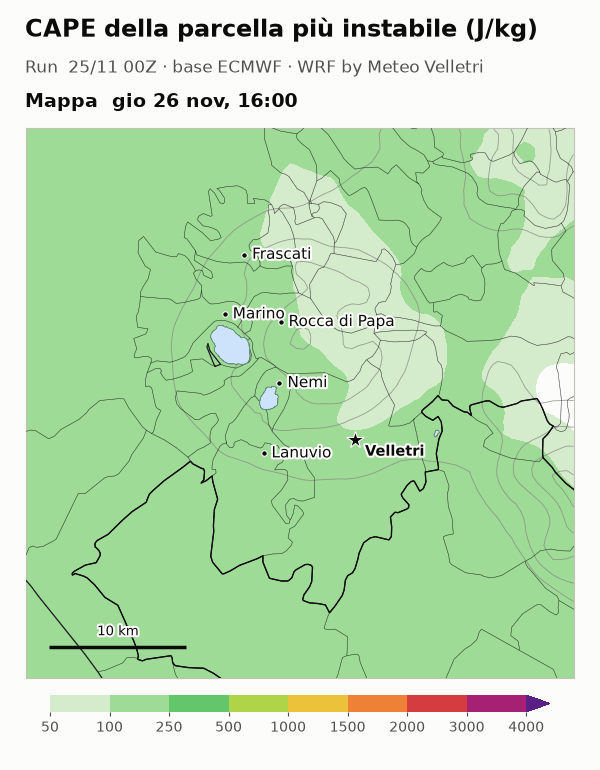 CAPE della parcella più instabile (J/kg)
Run  25/11 00Z · base ECMWF · WRF by Meteo Velletri
Mappa  gio 26 nov, 16:00
Frascati
Marino
Rocca di Papa
Nemi
Velletri
Lanuvio
10 km
50 100 250 500 1000 1500 2000 3000 4000